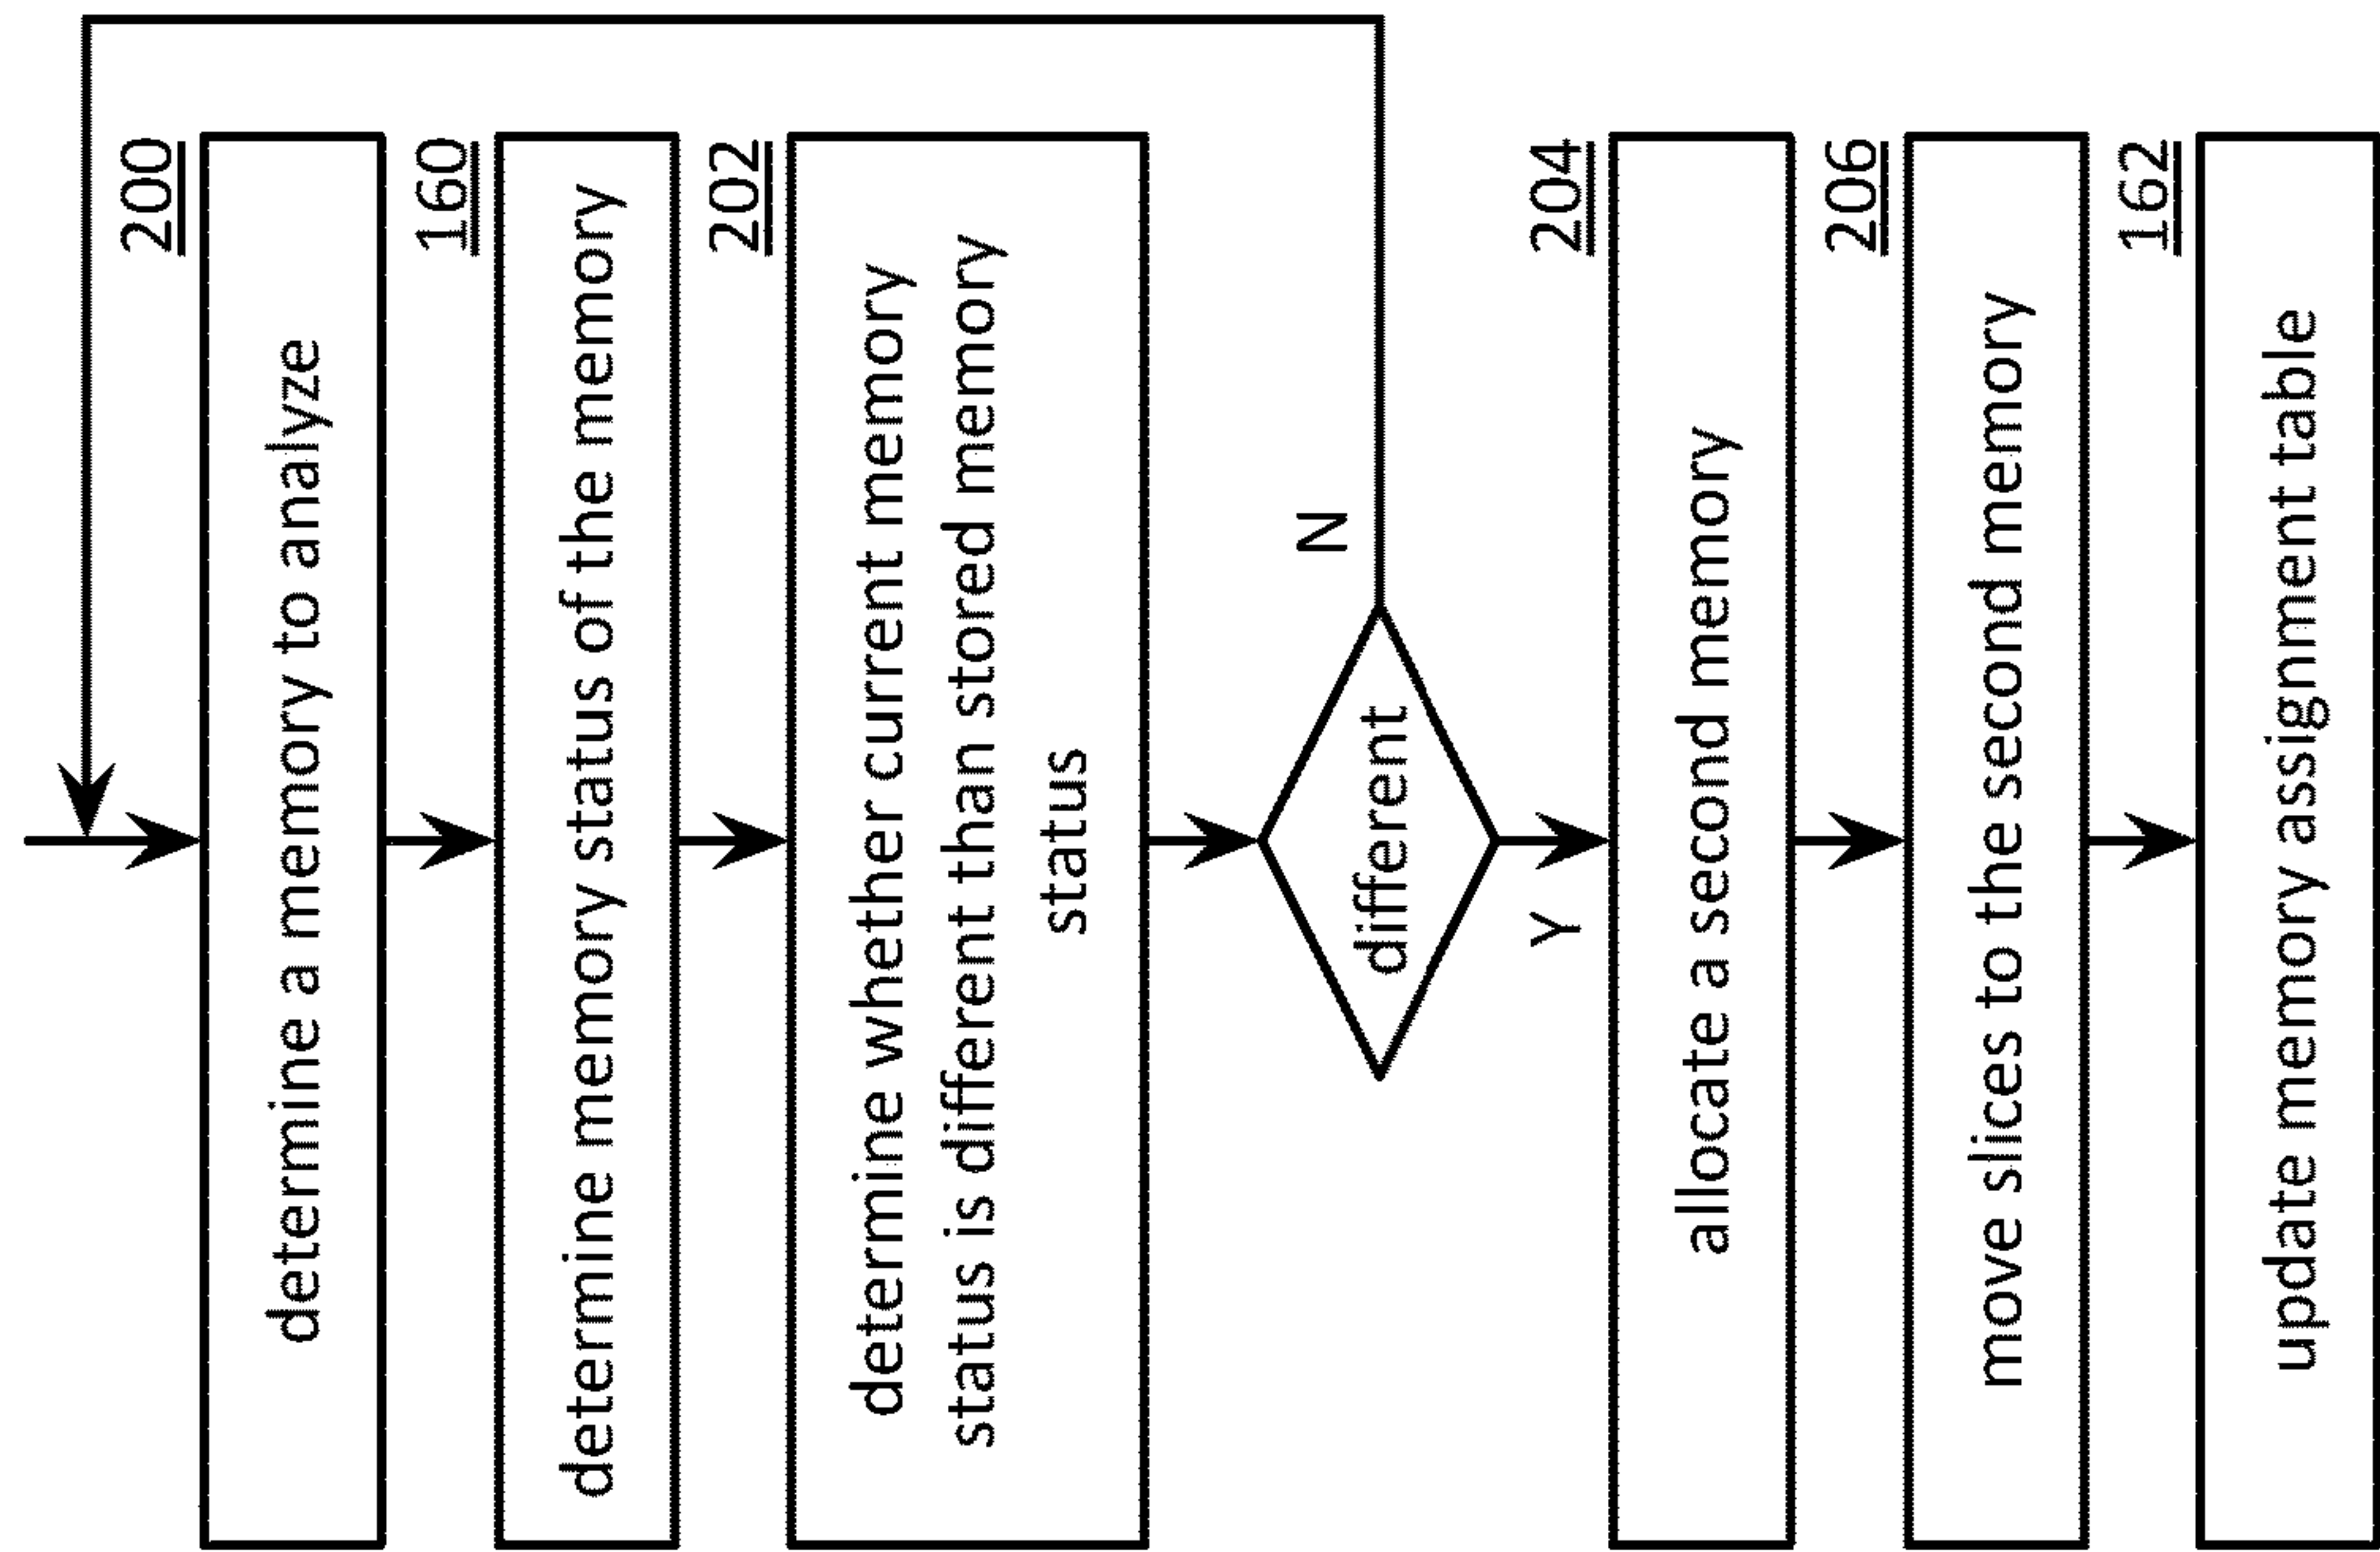 200
determine a memory to analyze
160
determine memory status of the memory
202
determine whether current memory
status is different than stored memory
status
different
N
Y
204
allocate a second memory
206
move slices to the second memory
162
update memory assignment table